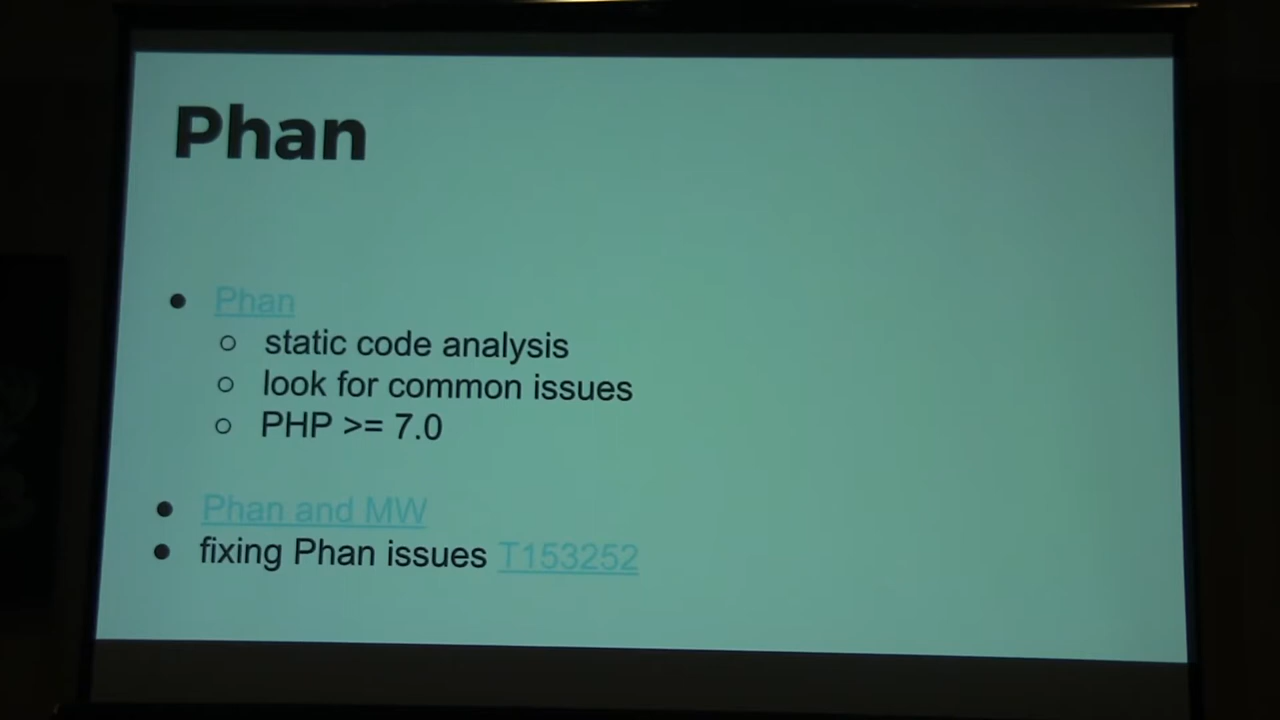 Phan
Phan
static code analysis
look for common issues
PHP >= 7.0
Phan and MW
fixing Phan issues T153252